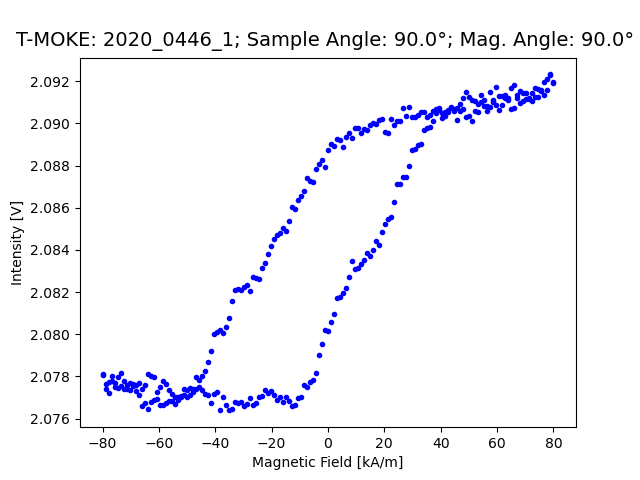 T-MOKE: 2020_0446_1; Sample Angle: 90.0°; Mag. Angle: 90.0°
2.092
2.090
2.088
2.086
2.084
2.082
2.080
2.078
2.076
Intensity [V]
−80 −60 −40 −20 0 20 40 60 80
Magnetic Field [kA/m]